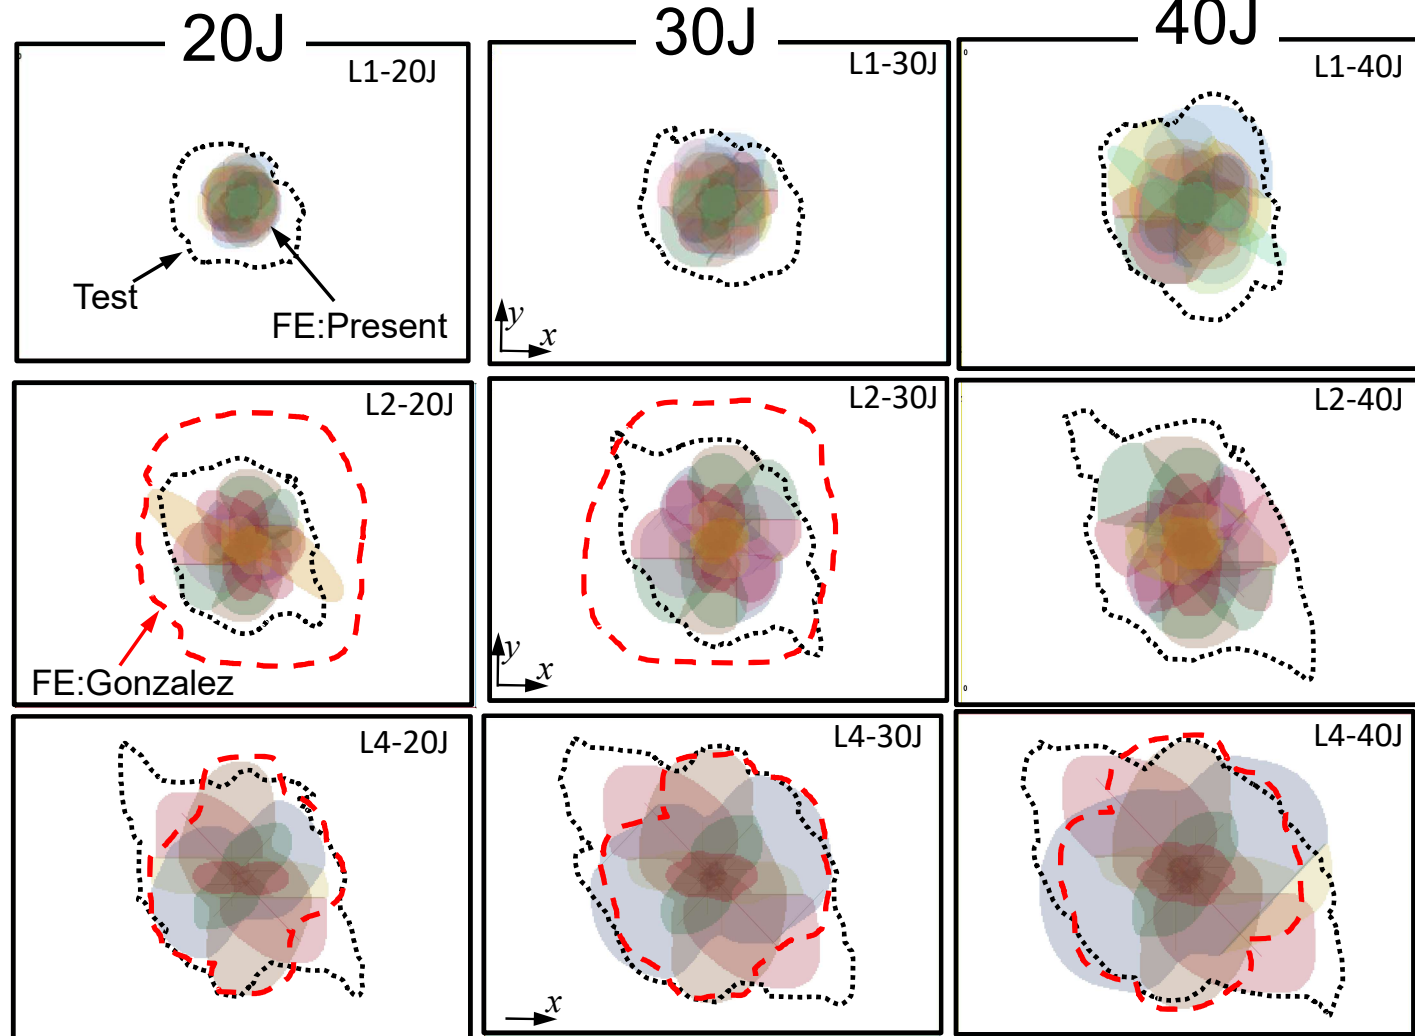 20J
30J
40J
L1-20J
L1-30J
L1-40J
Test
FE:Present
y
x
L2-20J
L2-30J
L2-40J
FE:Gonzalez
y
x
L4-20J
L4-30J
L4-40J
x